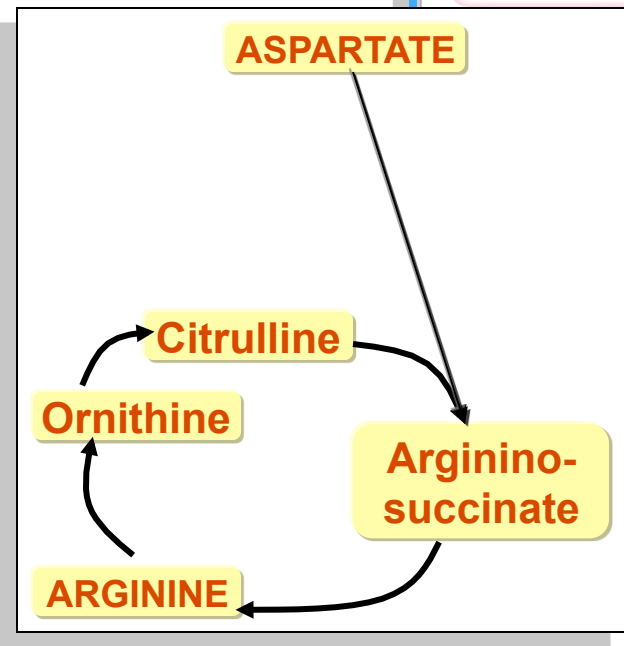 ASPARTATE
Citrulline
Ornithine
Arginino-
succinate
ARGININE